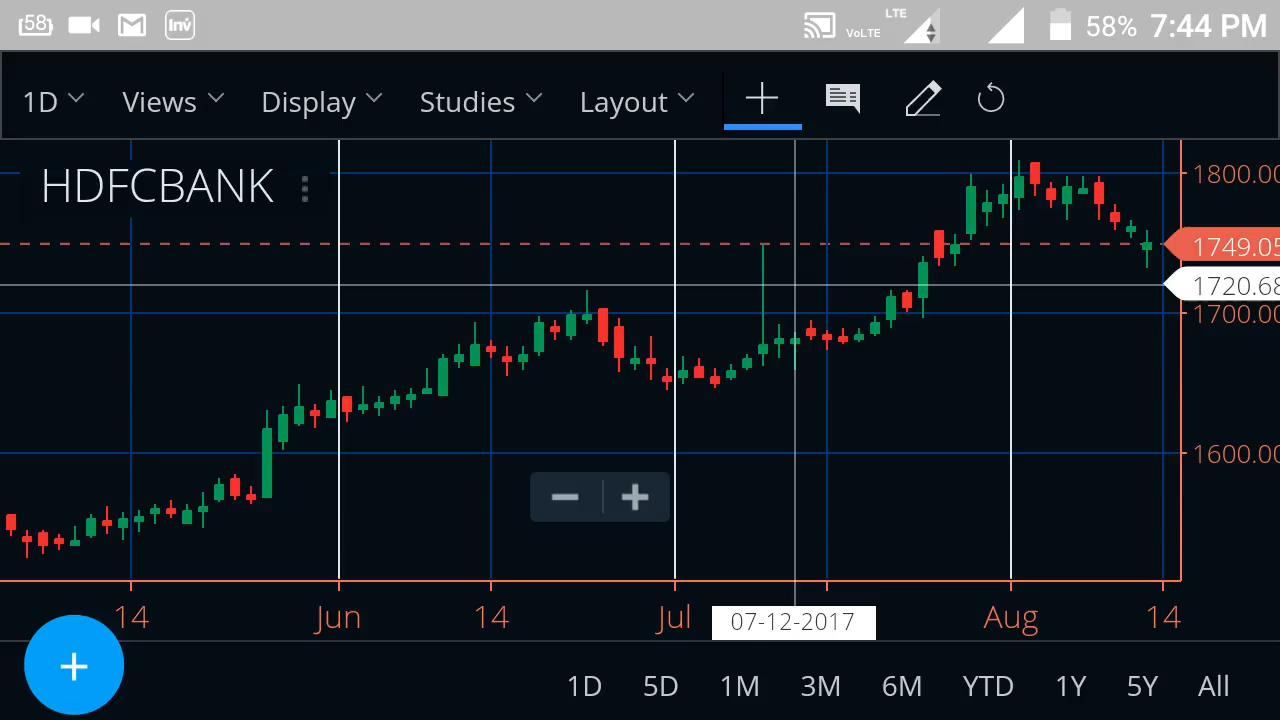 58 Inv VoLTE LTE 58% 7:44 PM
1D Views Display Studies Layout
HDFCBANK
1800.00
1749.05
1720.68
1700.00
1600.00
14 Jun 14 Jul 07-12-2017 Aug 14
1D 5D 1M 3M 6M YTD 1Y 5Y All